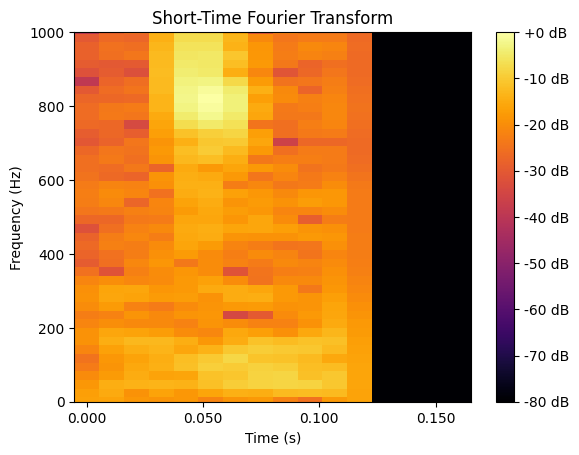 Short-Time Fourier Transform
1000
800
600
400
200
0
Frequency (Hz)
0.000
0.050
0.100
0.150
Time (s)
+0 dB
-10 dB
-20 dB
-30 dB
-40 dB
-50 dB
-60 dB
-70 dB
-80 dB